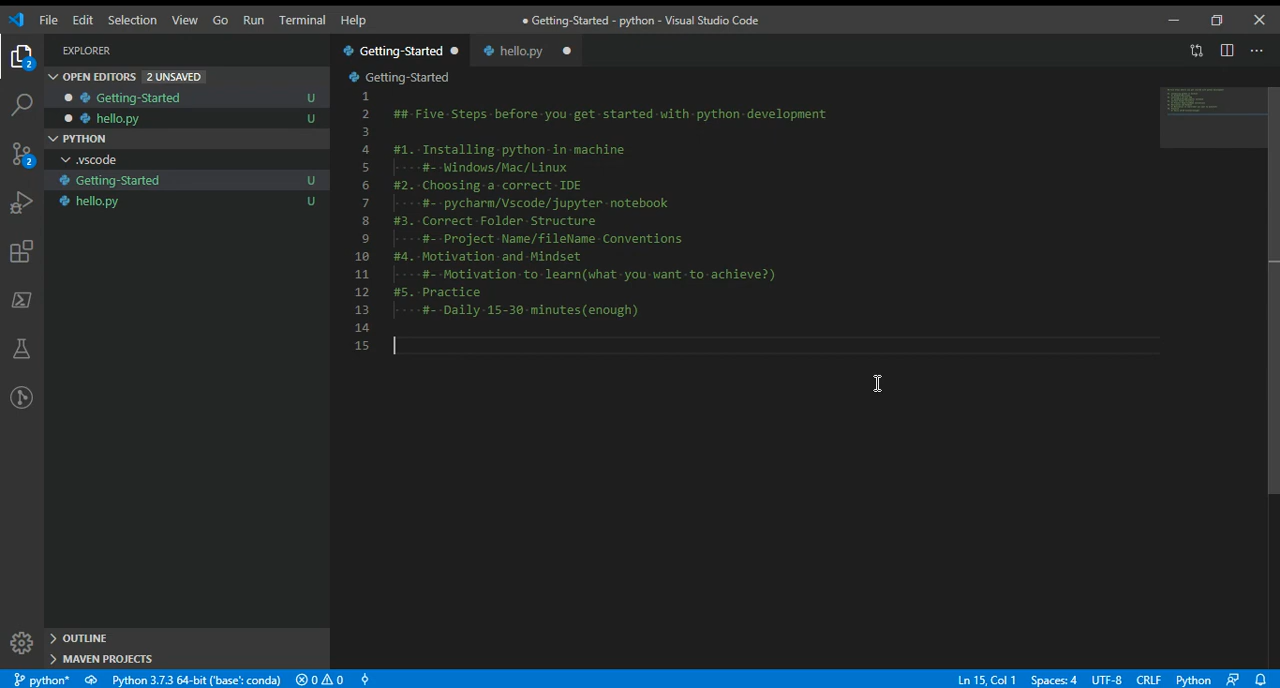 File Edit Selection View Go Run Terminal Help
● Getting-Started - python - Visual Studio Code
EXPLORER
OPEN EDITORS 2 UNSAVED
Getting-Started U
hello.py U
PYTHON
.vscode
Getting-Started U
hello.py U
OUTLINE
MAVEN PROJECTS
2
2
Getting-Started ● hello.py ●
Getting-Started
1
2 ## Five Steps before you get started with python development
3
4 #1. Installing python in machine
5 #- Windows/Mac/Linux
6 #2. Choosing a correct IDE
7 #- pycharm/Vscode/jupyter notebook
8 #3. Correct Folder Structure
9 #- Project Name/fileName Conventions
10 #4. Motivation and Mindset
11 #- Motivation to learn(what you want to achieve?)
12 #5. Practice
13 #- Daily 15-30 minutes(enough)
14
15
python* Python 3.7.3 64-bit ('base': conda) 0 0 Ln 15, Col 1 Spaces: 4 UTF-8 CRLF Python